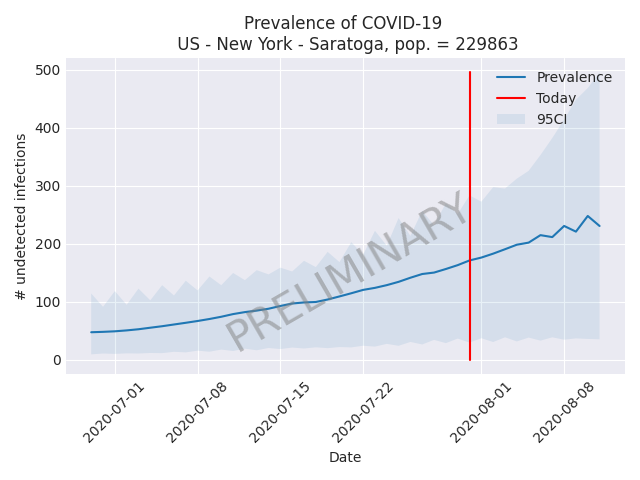 Prevalence of COVID-19
US - New York - Saratoga, pop. = 229863
500
400
300
200
100
0
# undetected infections
Prevalence
Today
95CI
PRELIMINARY
2020-07-01
2020-07-08
2020-07-15
2020-07-22
2020-08-01
2020-08-08
Date